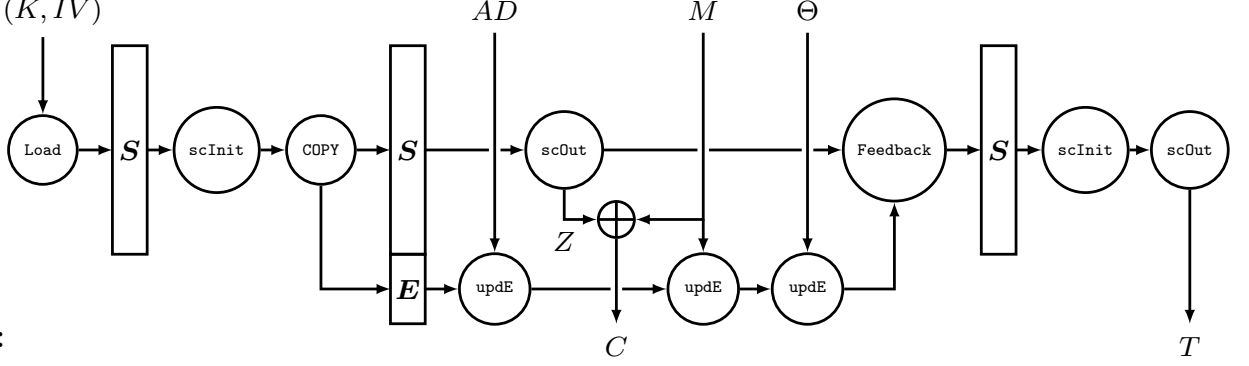 (K, IV) AD M Θ
Load S scInit COPY S scOut Feedback S scInit scOut
Z
E updE updE updE
:
C T